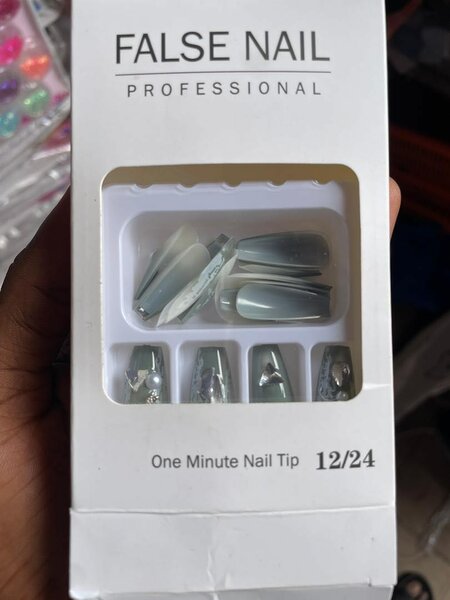 FALSE NAIL
PROFESSIONAL
One Minute Nail Tip 12/24